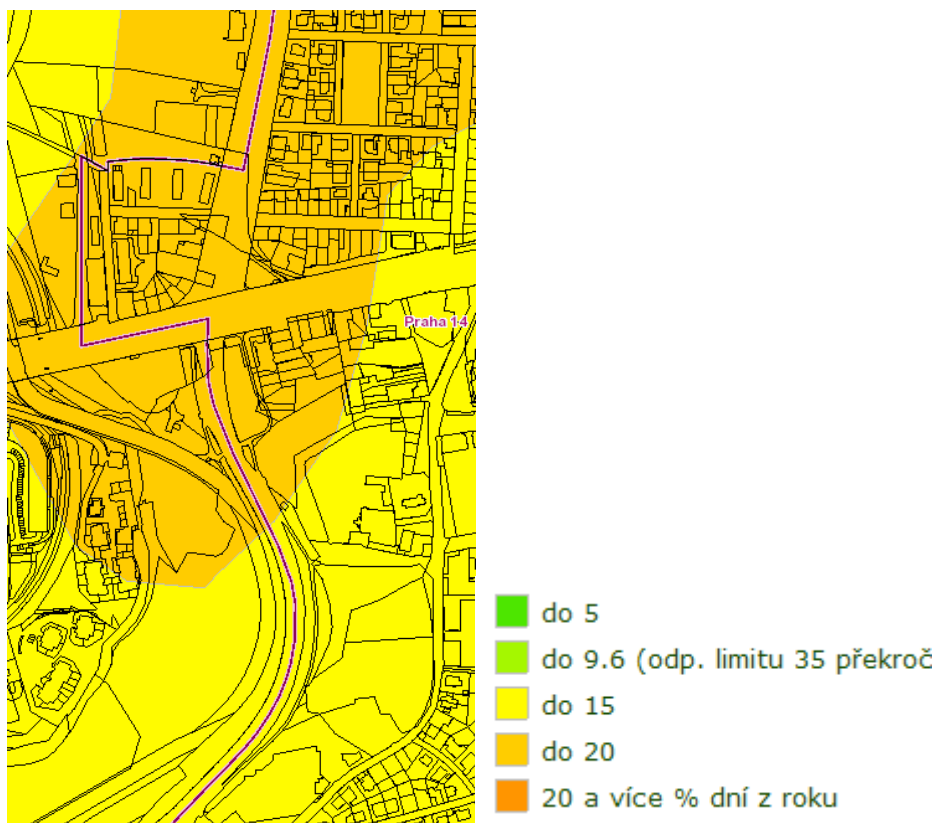 Praha 14
do 5
do 9.6 (odp. limitu 35 překroč
do 15
do 20
20 a více % dní z roku